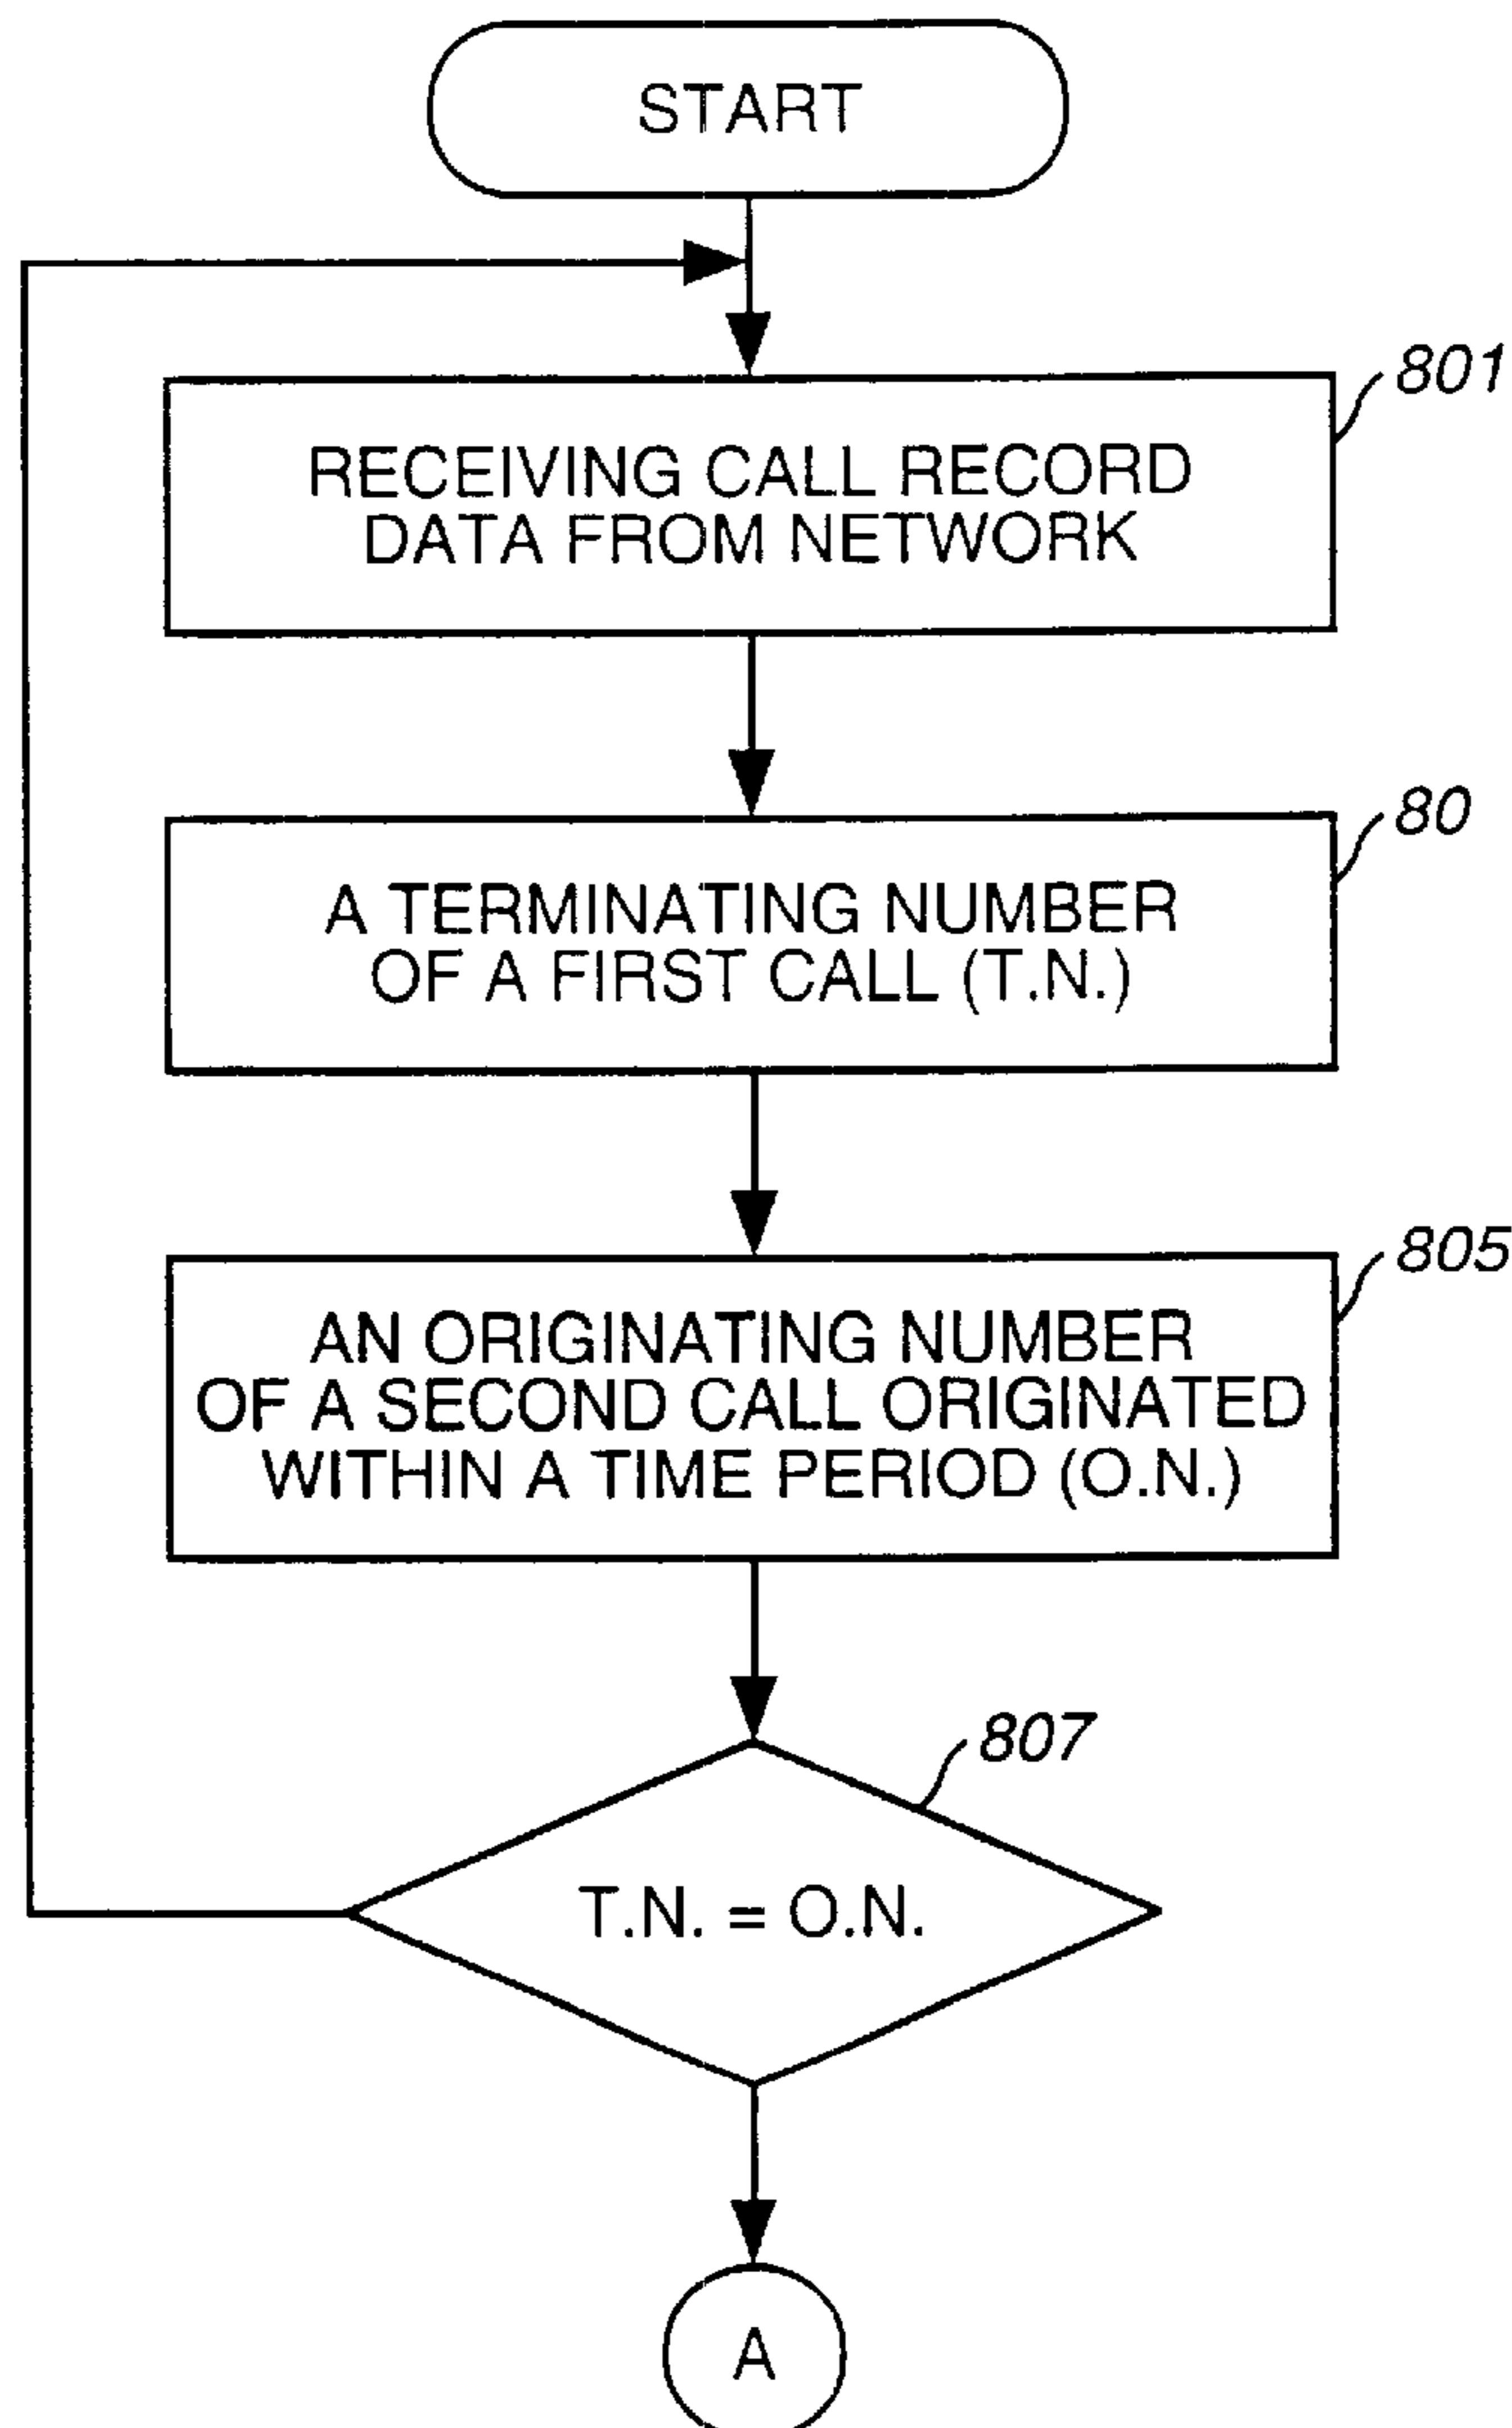 START
801
RECEIVING CALL RECORD
DATA FROM NETWORK
80
A TERMINATING NUMBER
OF A FIRST CALL (T.N.)
805
AN ORIGINATING NUMBER
OF A SECOND CALL ORIGINATED
WITHIN A TIME PERIOD (O.N.)
807
T.N. = O.N.
A